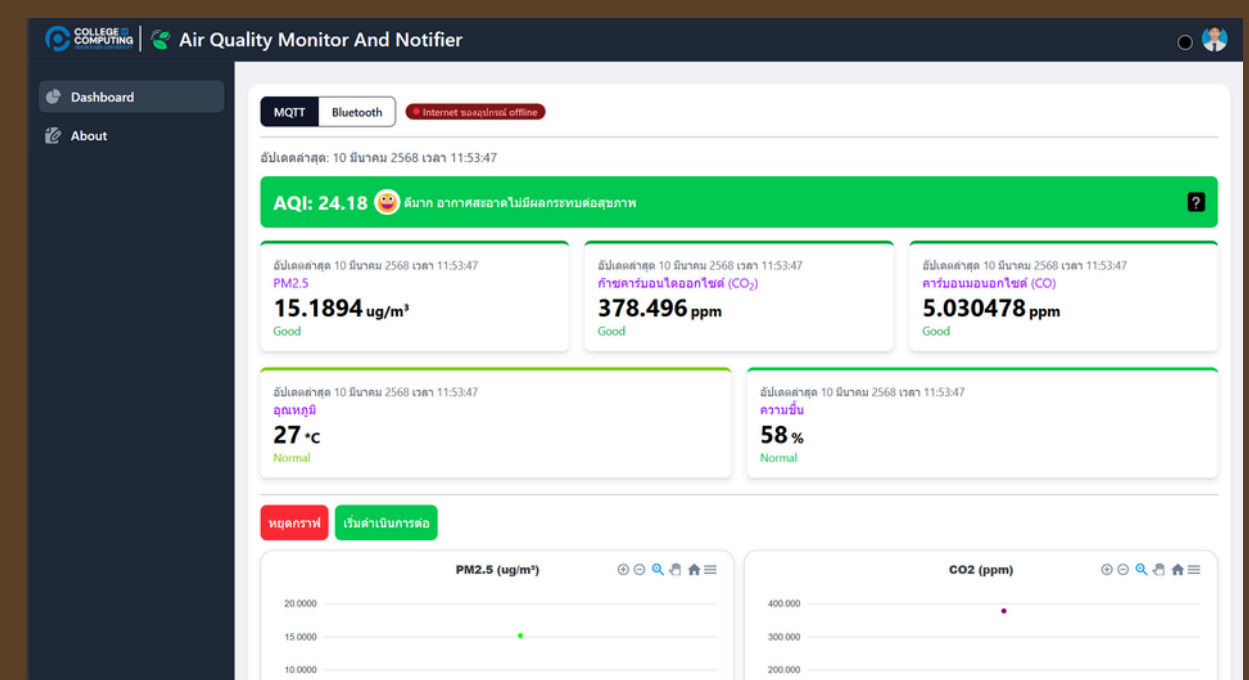 COLLEGE OF
COMPUTING
Air Quality Monitor And Notifier
Dashboard
About
MQTT Bluetooth Internet ของอุปกรณ์ offline
อัปเดตล่าสุด: 10 มีนาคม 2568 เวลา 11:53:47
AQI: 24.18 ดีมาก อากาศสะอาดไม่มีผลกระทบต่อสุขภาพ ?
อัปเดตล่าสุด 10 มีนาคม 2568 เวลา 11:53:47
PM2.5
15.1894 ug/m³
Good
อัปเดตล่าสุด 10 มีนาคม 2568 เวลา 11:53:47
ก๊าซคาร์บอนไดออกไซด์ (CO₂)
378.496 ppm
Good
อัปเดตล่าสุด 10 มีนาคม 2568 เวลา 11:53:47
คาร์บอนมอนอกไซด์ (CO)
5.030478 ppm
Good
อัปเดตล่าสุด 10 มีนาคม 2568 เวลา 11:53:47
อุณหภูมิ
27 °C
Normal
อัปเดตล่าสุด 10 มีนาคม 2568 เวลา 11:53:47
ความชื้น
58 %
Normal
หยุดกราฟ เริ่มดำเนินการต่อ
PM2.5 (ug/m³)
20.0000
15.0000
10.0000
CO2 (ppm)
400.000
300.000
200.000